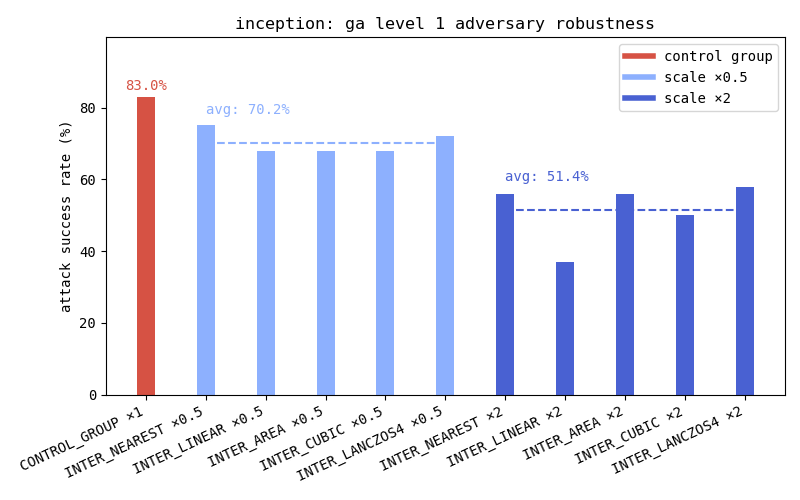 inception: ga level 1 adversary robustness
control group
scale ×0.5
scale ×2
83.0%
avg: 70.2%
avg: 51.4%
attack success rate (%)
80
60
40
20
0
CONTROL_GROUP ×1
INTER_NEAREST ×0.5
INTER_LINEAR ×0.5
INTER_AREA ×0.5
INTER_CUBIC ×0.5
INTER_LANCZOS4 ×0.5
INTER_NEAREST ×2
INTER_LINEAR ×2
INTER_AREA ×2
INTER_CUBIC ×2
INTER_LANCZOS4 ×2